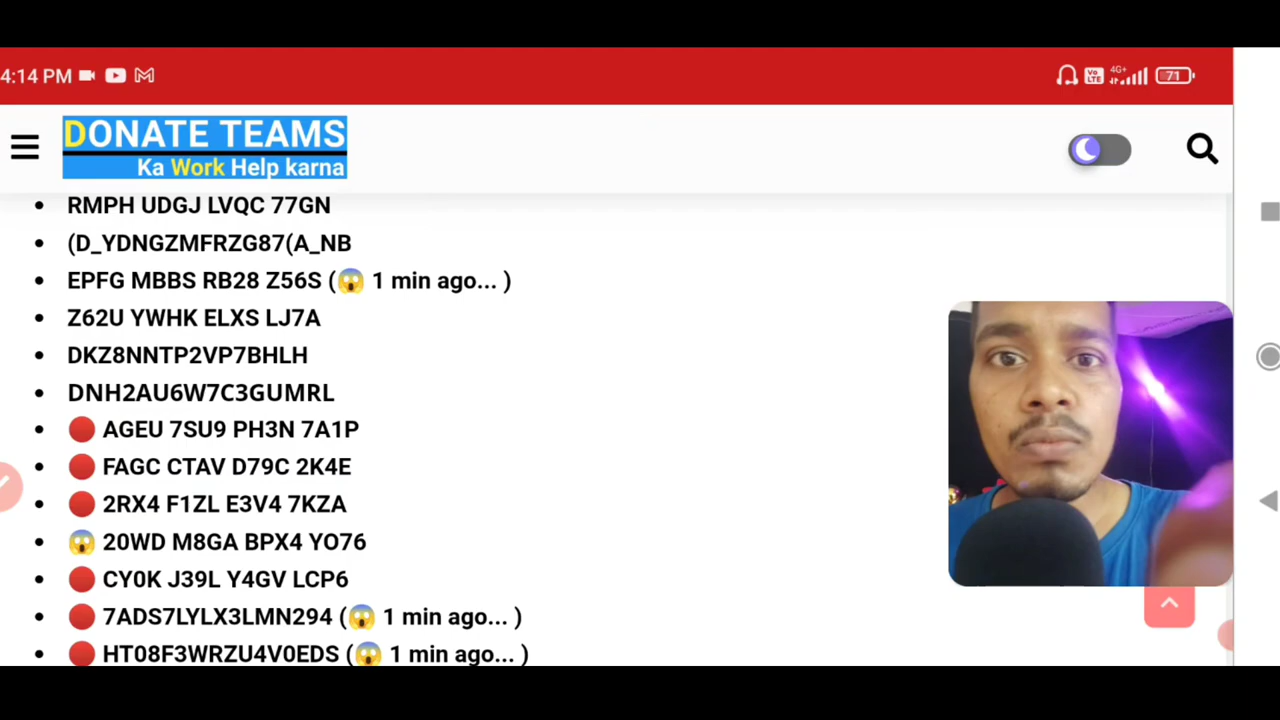 4:14 PM
4G+
Vo LTE
71
DONATE TEAMS
Ka Work Help karna
RMPH UDGJ LVQC 77GN
(D_YDNGZMFRZG87(A_NB
EPFG MBBS RB28 Z56S (😱 1 min ago... )
Z62U YWHK ELXS LJ7A
DKZ8NNTP2VP7BHLH
DNH2AU6W7C3GUMRL
🔴 AGEU 7SU9 PH3N 7A1P
🔴 FAGC CTAV D79C 2K4E
🔴 2RX4 F1ZL E3V4 7KZA
😱 20WD M8GA BPX4 YO76
🔴 CY0K J39L Y4GV LCP6
🔴 7ADS7LYLX3LMN294 (😱 1 min ago... )
🔴 HT08F3WRZU4V0EDS (😱 1 min ago... )